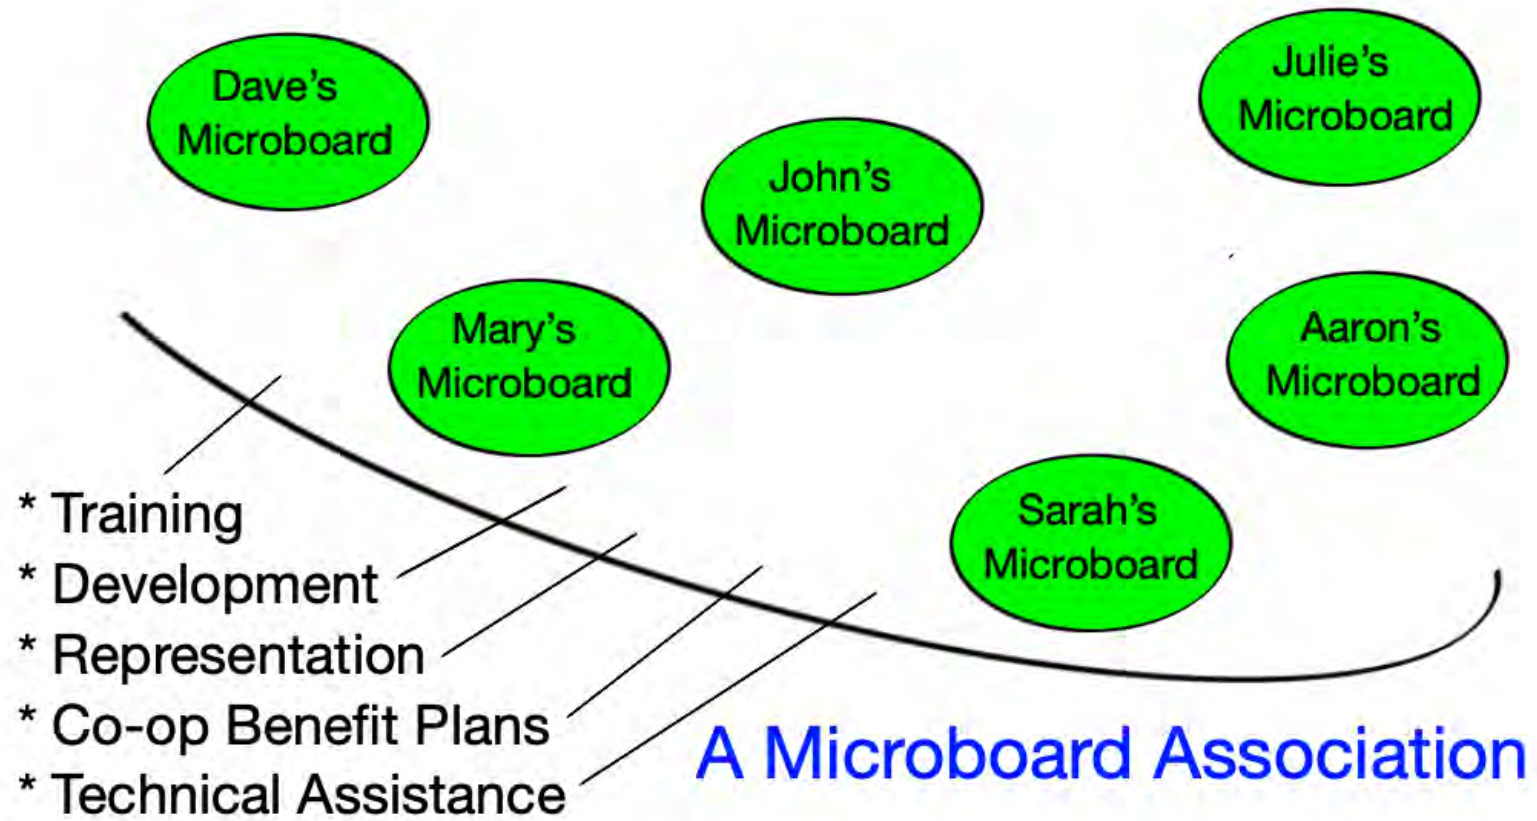 Dave's
Microboard
Julie's
Microboard
John's
Microboard
Mary's
Microboard
Aaron's
Microboard
Sarah's
Microboard
* Training
* Development
* Representation
* Co-op Benefit Plans
* Technical Assistance
A Microboard Association